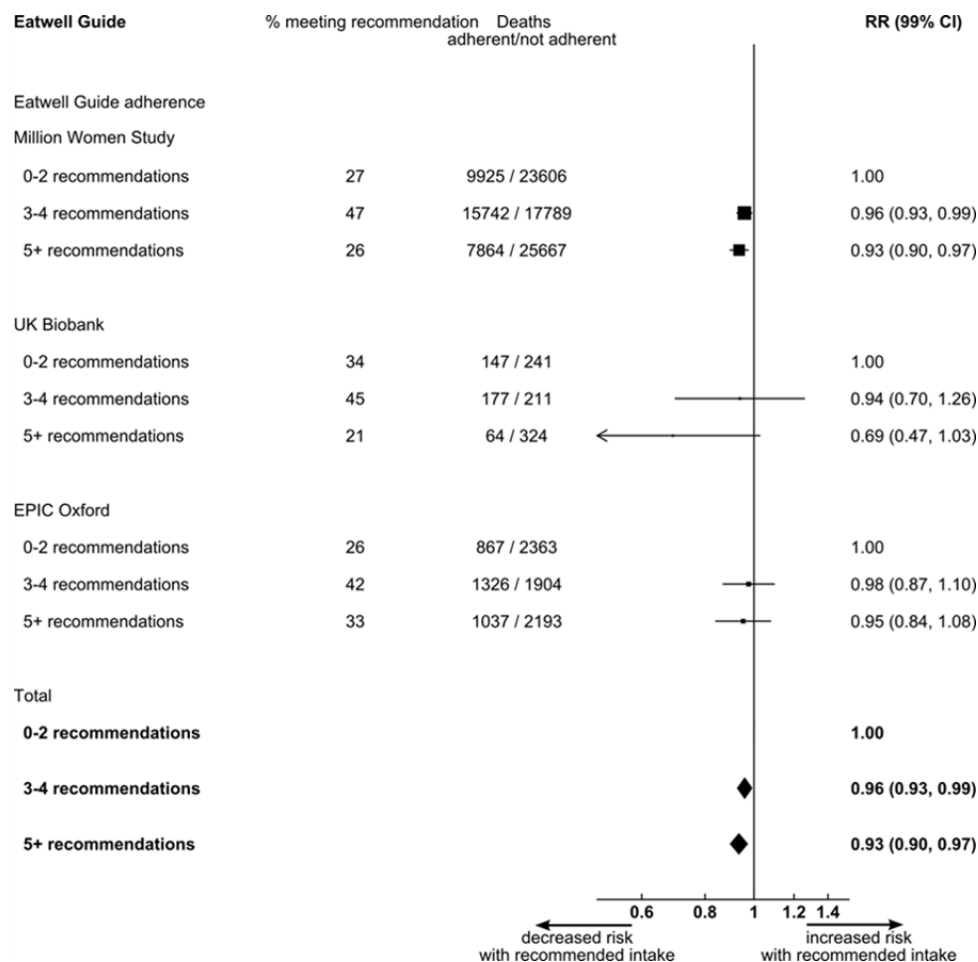 Eatwell Guide % meeting recommendation Deaths RR (99% CI)
adherent/not adherent
Eatwell Guide adherence
Million Women Study
0-2 recommendations 27 9925 / 23606 1.00
3-4 recommendations 47 15742 / 17789 0.96 (0.93, 0.99)
5+ recommendations 26 7864 / 25667 0.93 (0.90, 0.97)
UK Biobank
0-2 recommendations 34 147 / 241 1.00
3-4 recommendations 45 177 / 211 0.94 (0.70, 1.26)
5+ recommendations 21 64 / 324 0.69 (0.47, 1.03)
EPIC Oxford
0-2 recommendations 26 867 / 2363 1.00
3-4 recommendations 42 1326 / 1904 0.98 (0.87, 1.10)
5+ recommendations 33 1037 / 2193 0.95 (0.84, 1.08)
Total
0-2 recommendations 1.00
3-4 recommendations 0.96 (0.93, 0.99)
5+ recommendations 0.93 (0.90, 0.97)
0.6 0.8 1 1.2 1.4
decreased risk increased risk
with recommended intake with recommended intake